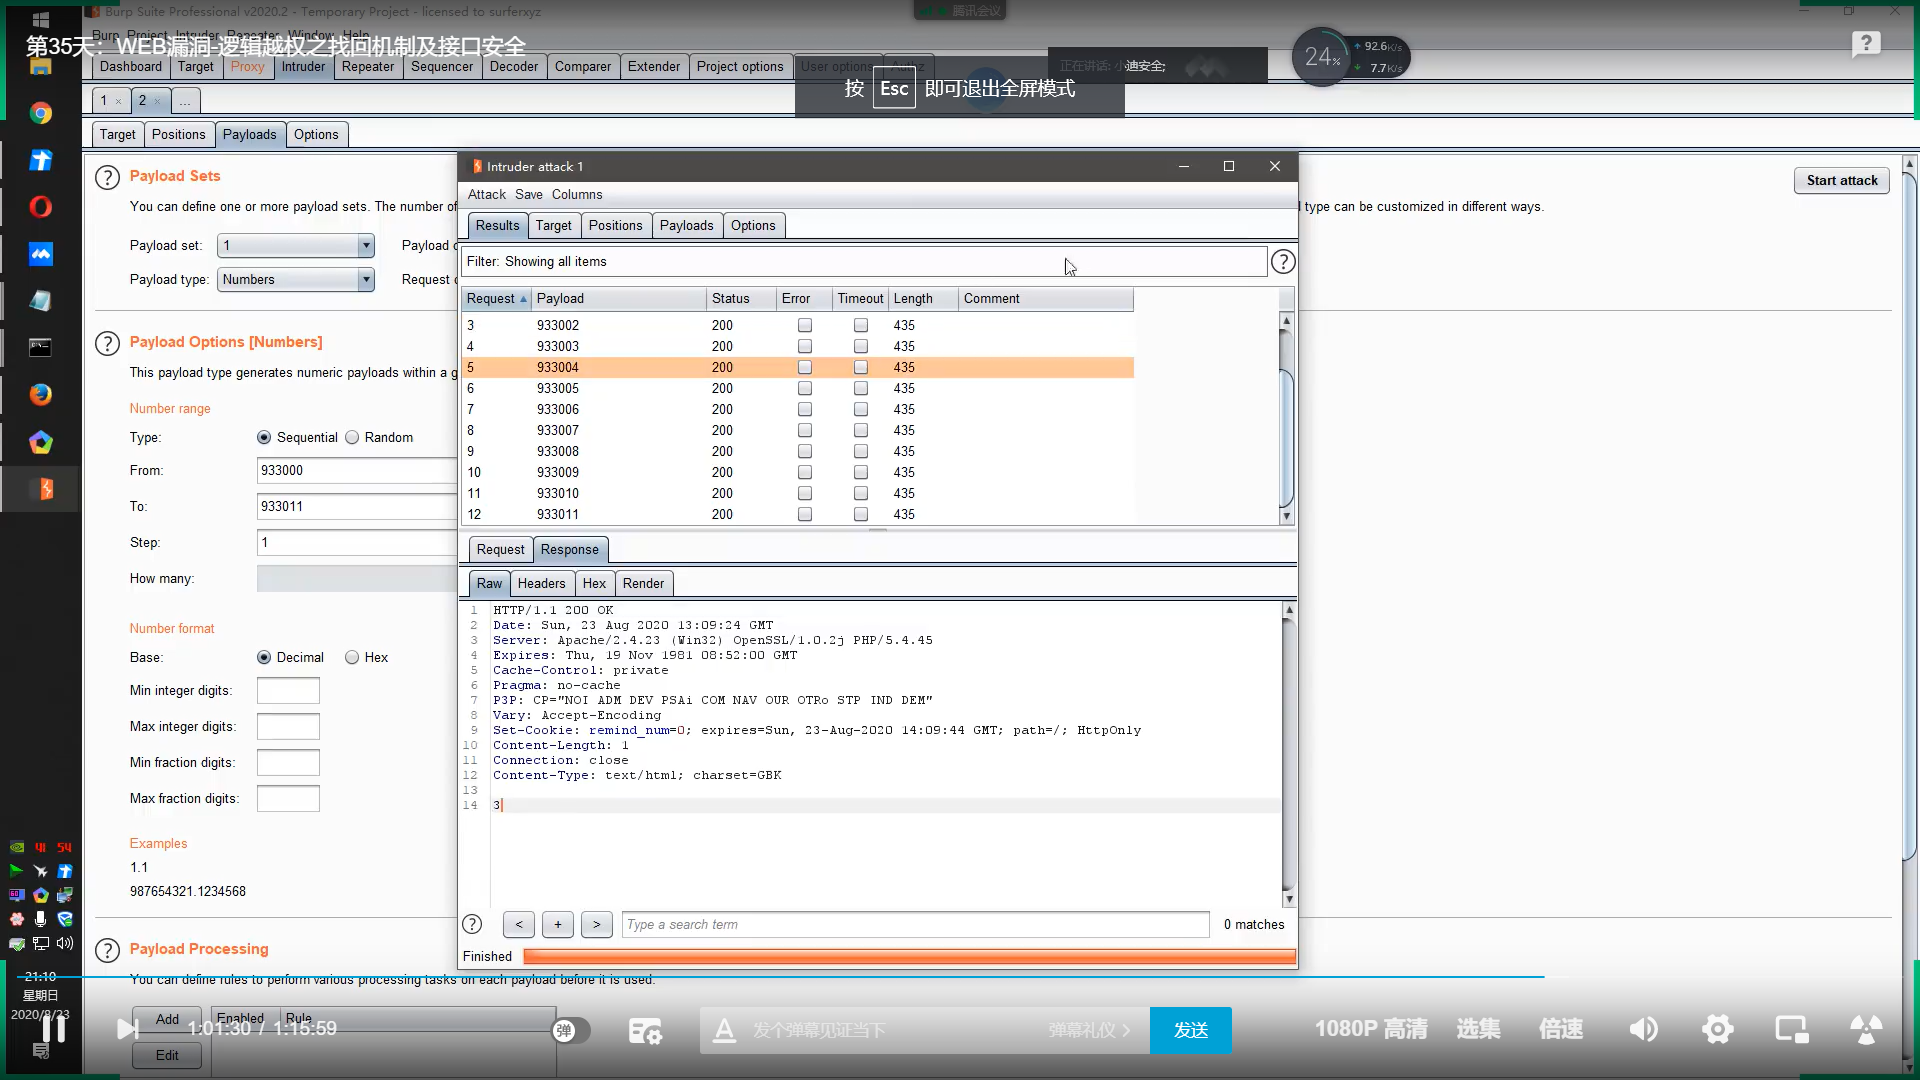 Burp Suite Professional v2020.2 - Temporary Project - licensed to surferxyz
腾讯会议
Burp Project Intruder Repeater Window Help
第35天：WEB漏洞-逻辑越权之找回机制及接口安全
Dashboard Target Proxy Intruder Repeater Sequencer Decoder Comparer Extender Project options User options Authz
正在讲话: 小迪安全;
24%
92.6K/s
7.7K/s
按 Esc 即可退出全屏模式
1 × 2 × ...
Target Positions Payloads Options
Payload Sets
Start attack
You can define one or more payload sets. The number of
type can be customized in different ways.
Payload set: 1
Payload type: Numbers
Request
Payload Options [Numbers]
This payload type generates numeric payloads within a g
Number range
Type: Sequential Random
From: 933000
To: 933011
Step: 1
How many:
Number format
Base: Decimal Hex
Min integer digits:
Max integer digits:
Min fraction digits:
Max fraction digits:
Examples
1.1
987654321.1234568
Payload Processing
You can define rules to perform various processing tasks on each payload before it is used.
Add Enabled Rule
Edit
Intruder attack 1
Attack Save Columns
Results Target Positions Payloads Options
Filter: Showing all items
Request Payload Status Error Timeout Length Comment
3 933002 200 435
4 933003 200 435
5 933004 200 435
6 933005 200 435
7 933006 200 435
8 933007 200 435
9 933008 200 435
10 933009 200 435
11 933010 200 435
12 933011 200 435
Request Response
Raw Headers Hex Render
1 HTTP/1.1 200 OK
2 Date: Sun, 23 Aug 2020 13:09:24 GMT
3 Server: Apache/2.4.23 (Win32) OpenSSL/1.0.2j PHP/5.4.45
4 Expires: Thu, 19 Nov 1981 08:52:00 GMT
5 Cache-Control: private
6 Pragma: no-cache
7 P3P: CP="NOI ADM DEV PSAi COM NAV OUR OTRo STP IND DEM"
8 Vary: Accept-Encoding
9 Set-Cookie: remind_num=0; expires=Sun, 23-Aug-2020 14:09:44 GMT; path=/; HttpOnly
10 Content-Length: 1
11 Connection: close
12 Content-Type: text/html; charset=GBK
13
14 3
< + > Type a search term 0 matches
Finished
41 54
21:10
星期日
2020/8/23
1:01:30 / 1:15:59
弹
发个弹幕见证当下
弹幕礼仪 >
发送
1080P 高清
选集
倍速